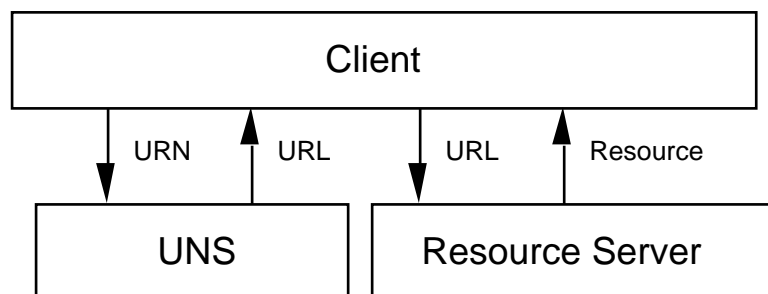 Client
URN
URL
URL
Resource
UNS
Resource Server